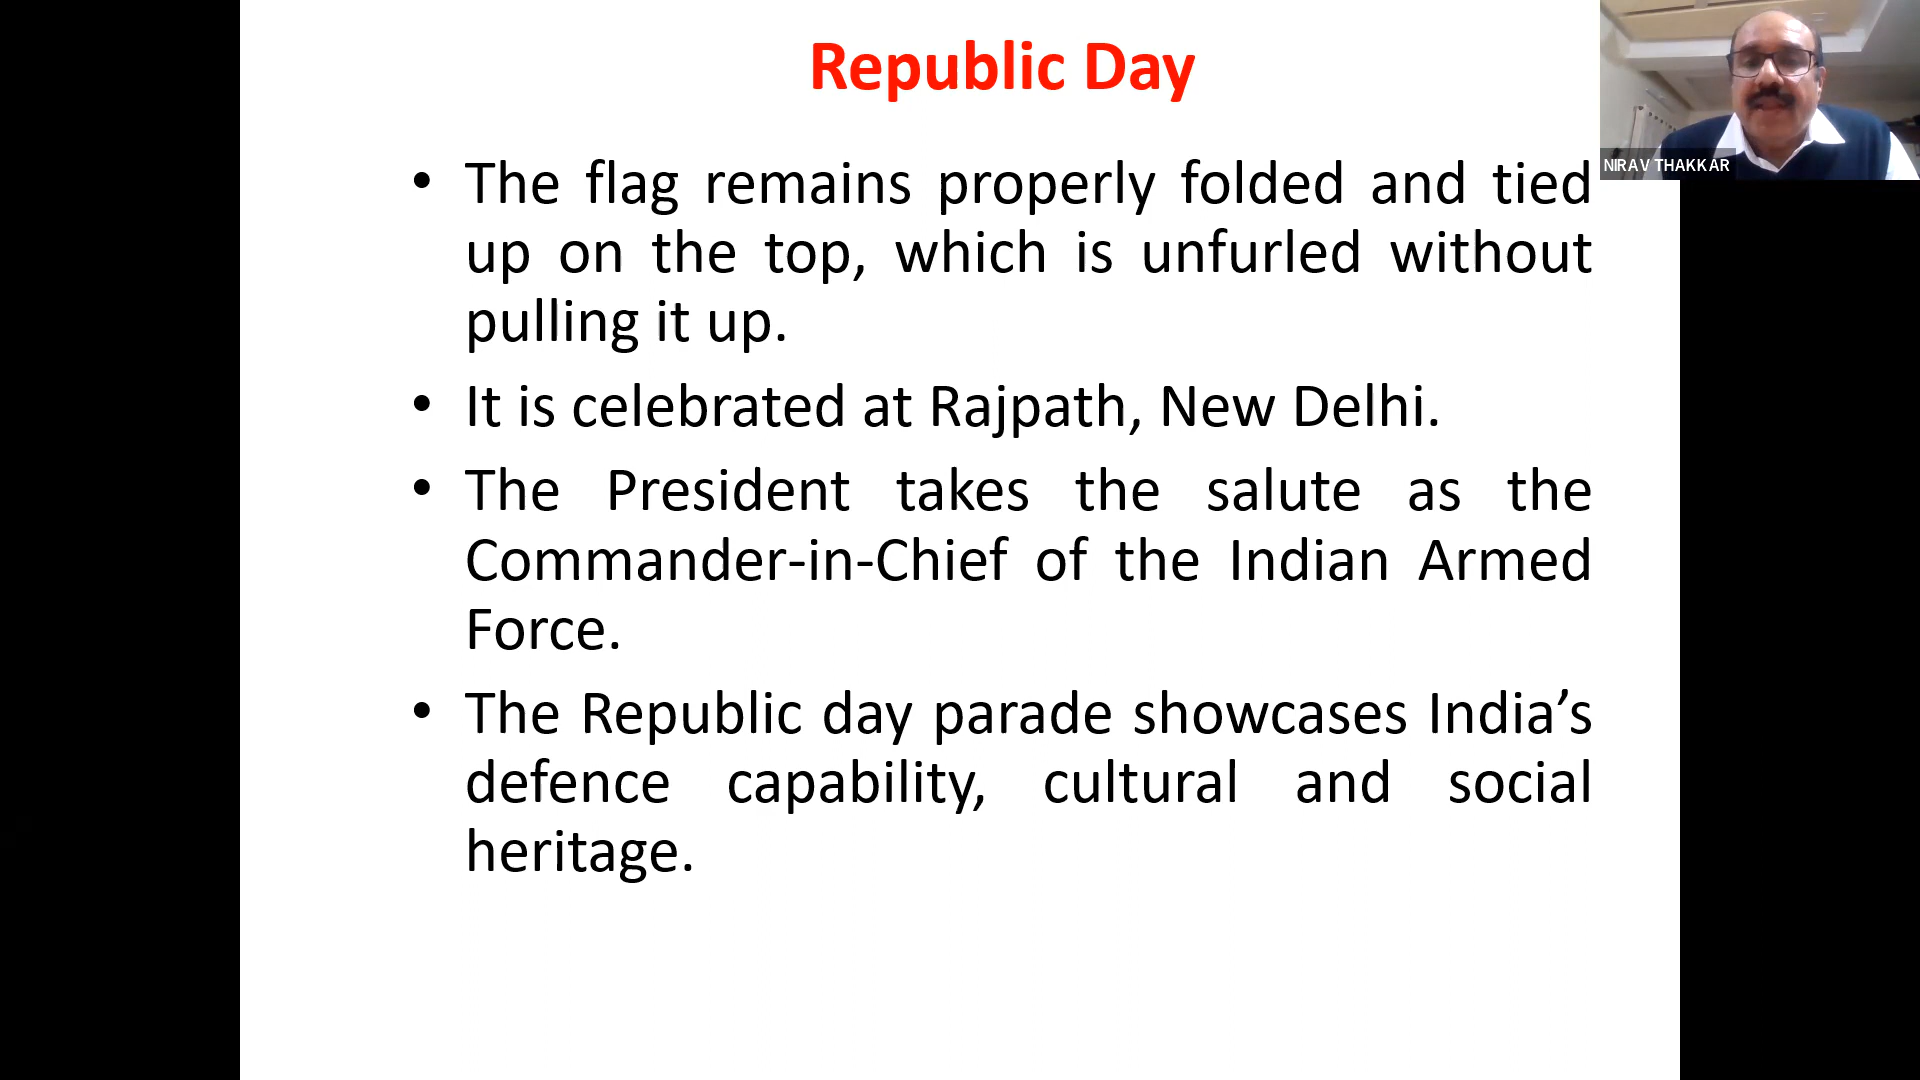 Republic Day
NIRAV THAKKAR
• The flag remains properly folded and tied
up on the top, which is unfurled without
pulling it up.
• It is celebrated at Rajpath, New Delhi.
• The President takes the salute as the
Commander-in-Chief of the Indian Armed
Force.
• The Republic day parade showcases India’s
defence capability, cultural and social
heritage.